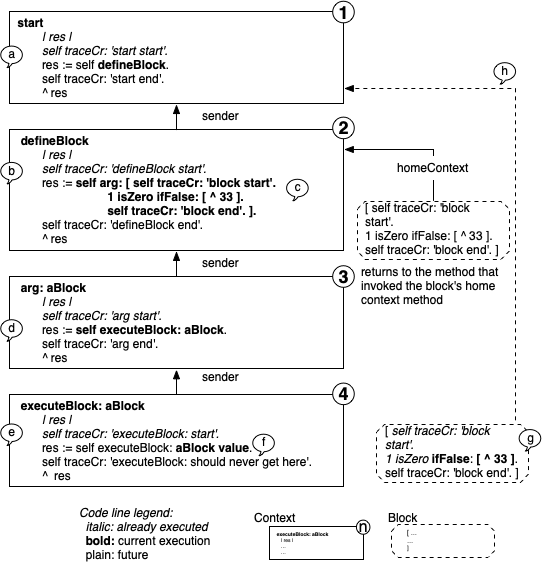 1
start
| res |
self traceCr: 'start start'.
a
res := self defineBlock.
self traceCr: 'start end'.
^ res
h
sender
2
defineBlock
| res |
self traceCr: 'defineBlock start'.
b
res := self arg: [ self traceCr: 'block start'.
1 isZero ifFalse: [ ^ 33 ].
self traceCr: 'block end'. ].
c
self traceCr: 'defineBlock end'.
^ res
homeContext
[ self traceCr: 'block
start'.
1 isZero ifFalse: [ ^ 33 ].
self traceCr: 'block end'. ]
returns to the method that
invoked the block's home
context method
sender
3
arg: aBlock
| res |
self traceCr: 'arg start'.
d
res := self executeBlock: aBlock.
self traceCr: 'arg end'.
^ res
sender
4
executeBlock: aBlock
| res |
self traceCr: 'executeBlock: start'.
e
res := self executeBlock: aBlock value.
f
self traceCr: 'executeBlock: should never get here'.
^ res
[ self traceCr: 'block
start'.
g
1 isZero ifFalse: [ ^ 33 ].
self traceCr: 'block end'. ]
Code line legend:
italic: already executed
bold: current execution
plain: future
Context
n
executeBlock: aBlock
| res |
...
...
Block
[ ...
...
]